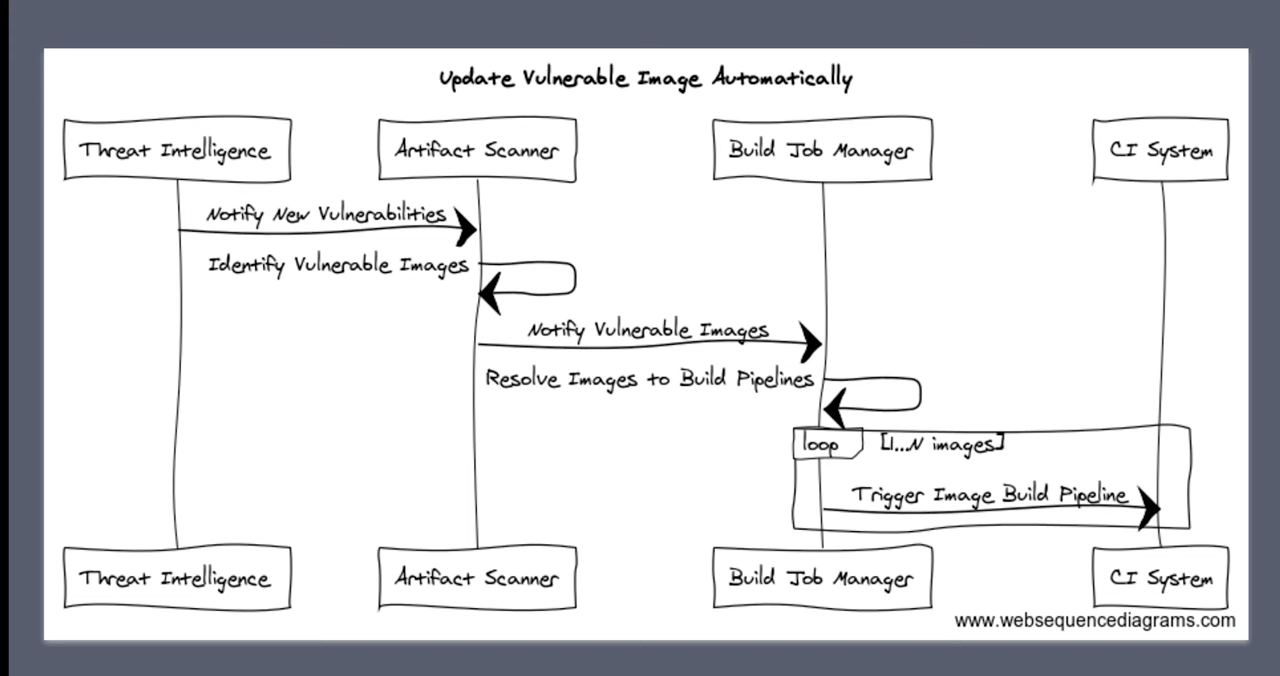 Update Vulnerable Image Automatically
Threat Intelligence
Artifact Scanner
Build Job Manager
CI System
Notify New Vulnerabilities
Identify Vulnerable Images
Notify Vulnerable Images
Resolve Images to Build Pipelines
loop
[1...N images]
Trigger Image Build Pipeline
Threat Intelligence
Artifact Scanner
Build Job Manager
CI System
www.websequencediagrams.com